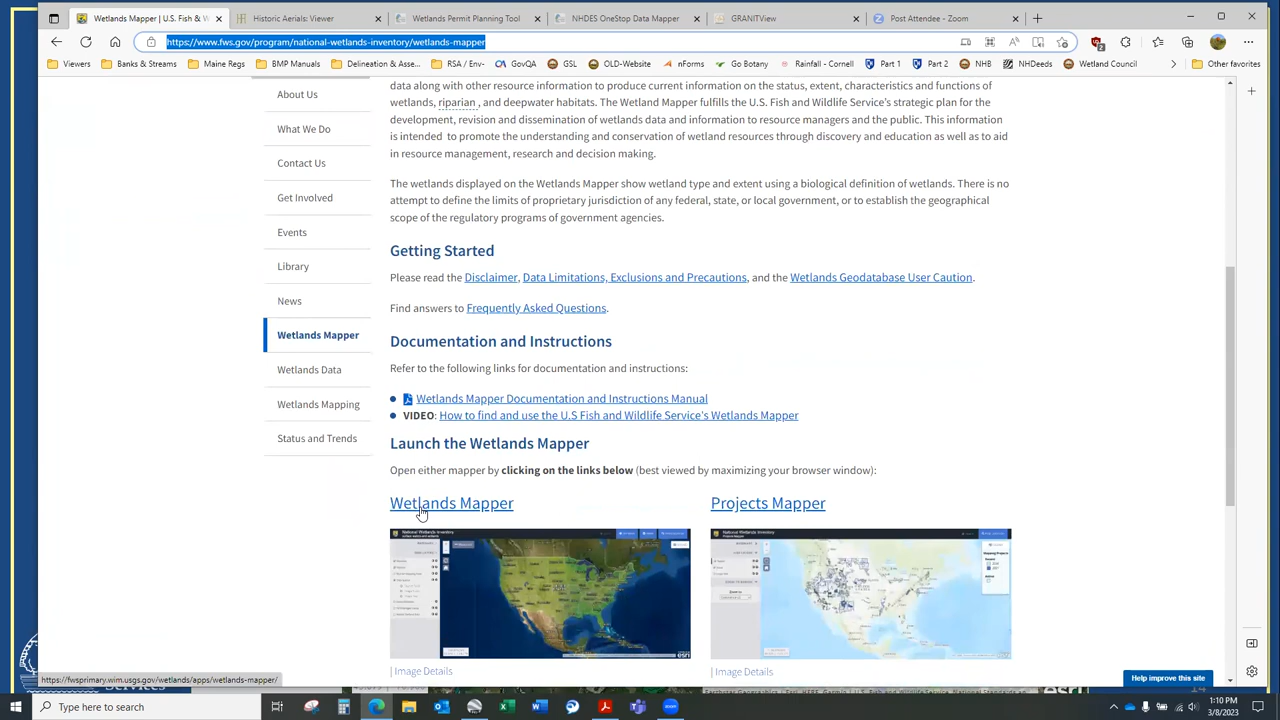 Wetlands Mapper | U.S. Fish & W
Historic Aerials: Viewer
Wetlands Permit Planning Tool
NHDES OneStop Data Mapper
GRANITView
Post Attendee - Zoom
https://www.fws.gov/program/national-wetlands-inventory/wetlands-mapper
Viewers
Banks & Streams
Maine Regs
BMP Manuals
Delineation & Asse...
RSA / Env-
GovQA
GSL
OLD-Website
nForms
Go Botany
Rainfall - Cornell
Part 1
Part 2
NHB
NHDeeds
Wetland Council
Other favorites
About Us
What We Do
Contact Us
Get Involved
Events
Library
News
Wetlands Mapper
Wetlands Data
Wetlands Mapping
Status and Trends
data along with other resource information to produce current information on the status, extent, characteristics and functions of
wetlands, riparian , and deepwater habitats. The Wetland Mapper fulfills the U.S. Fish and Wildlife Service's strategic plan for the
development, revision and dissemination of wetlands data and information to resource managers and the public. This information
is intended to promote the understanding and conservation of wetland resources through discovery and education as well as to aid
in resource management, research and decision making.
The wetlands displayed on the Wetlands Mapper show wetland type and extent using a biological definition of wetlands. There is no
attempt to define the limits of proprietary jurisdiction of any federal, state, or local government, or to establish the geographical
scope of the regulatory programs of government agencies.
Getting Started
Please read the Disclaimer, Data Limitations, Exclusions and Precautions, and the Wetlands Geodatabase User Caution.
Find answers to Frequently Asked Questions.
Documentation and Instructions
Refer to the following links for documentation and instructions:
Wetlands Mapper Documentation and Instructions Manual
VIDEO: How to find and use the U.S Fish and Wildlife Service's Wetlands Mapper
Launch the Wetlands Mapper
Open either mapper by clicking on the links below (best viewed by maximizing your browser window):
Wetlands Mapper
Projects Mapper
| Image Details
| Image Details
https://fwsprimary.wim.usgs.gov/wetlands/apps/wetlands-mapper/
Help improve this site
Services
esri
Type here to search
1:10 PM
3/8/2023